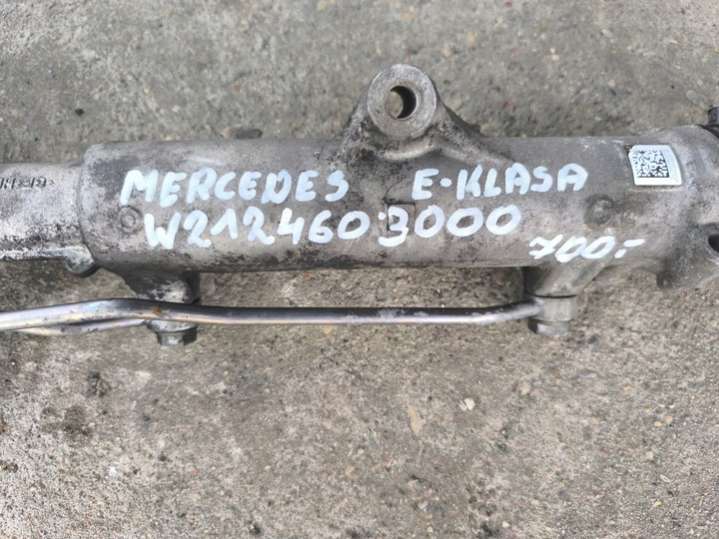 MERCEDES E-KLASA
W2124603000
700.-